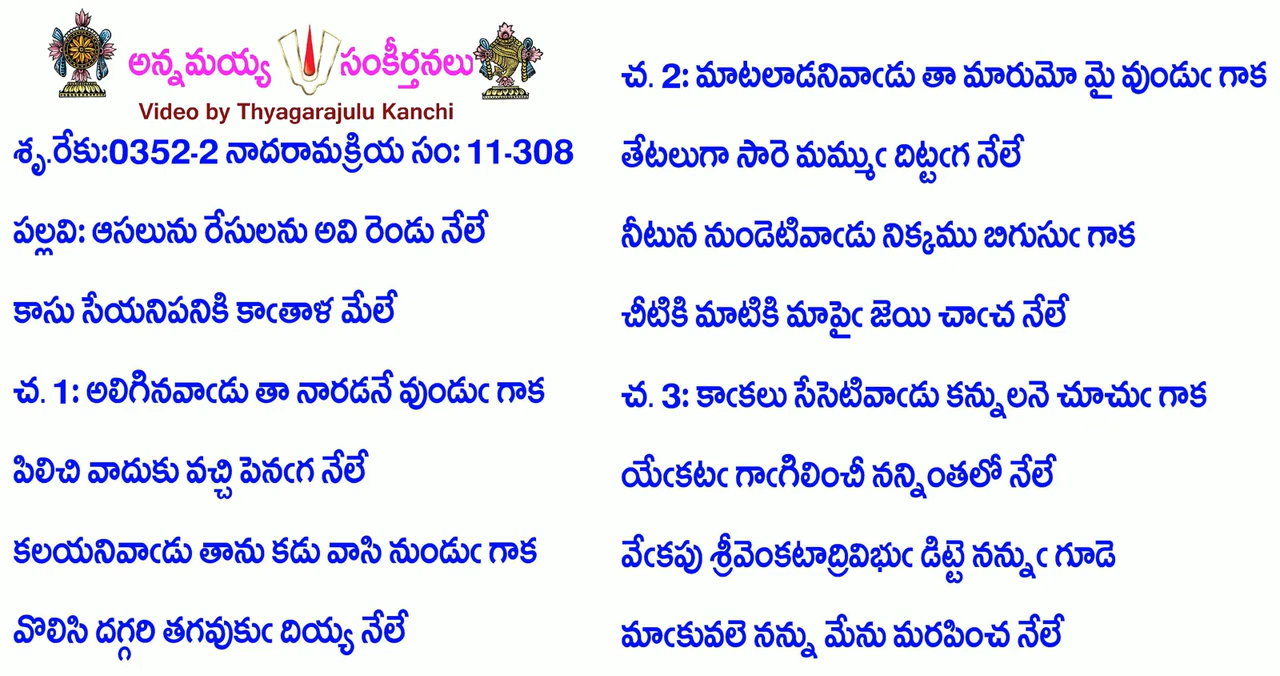 అన్నమయ్య సంకీర్తనలు
Video by Thyagarajulu Kanchi
శృ.రేకు:0352-2 నాదరామక్రియ సం: 11-308
పల్లవి: ఆసలును రేసులను అవి రెండు నేలే
కాసు సేయనిపనికి కాఁతాళ మేలే
చ. 1: అలిగినవాఁడు తా నారడనే వుండుఁ గాక
పిలిచి వాదుకు వచ్చి పెనఁగ నేలే
కలయనివాఁడు తాను కడు వాసి నుండుఁ గాక
వొలిసి దగ్గరి తగవుకుఁ దియ్య నేలే
చ. 2: మాటలాడనివాఁడు తా మారుమో మై వుండుఁ గాక
తేటలుగా సారె మమ్ముఁ దిట్టఁగ నేలే
నీటున నుండెటివాఁడు నిక్కము బిగుసుఁ గాక
చీటికి మాటికి మాపైఁ జెయి చాఁచ నేలే
చ. 3: కాఁకలు సేసెటివాఁడు కన్నులనె చూచుఁ గాక
యేఁకటఁ గాఁగిలించీ నన్నింతలో నేలే
వేఁకపు శ్రీవెంకటాద్రివిభుఁ డిట్టె నన్నుఁ గూడె
మాఁకువలె నన్ను మేను మరపించ నేలే